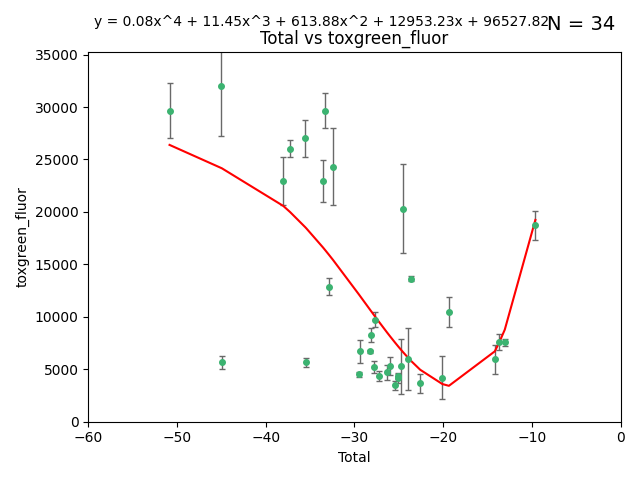 y = 0.08x^4 + 11.45x^3 + 613.88x^2 + 12953.23x + 96527.82
N = 34
Total vs toxgreen_fluor
35000
30000
25000
20000
15000
10000
5000
0
toxgreen_fluor
−60 −50 −40 −30 −20 −10 0
Total